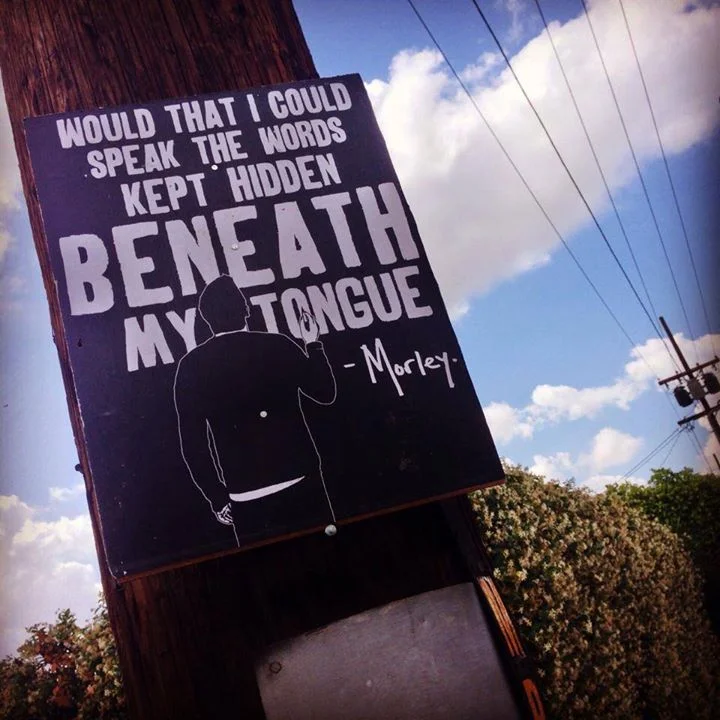 WOULD THAT I COULD
SPEAK THE WORDS
KEPT HIDDEN
BENEATH
MY TONGUE
- Morley.